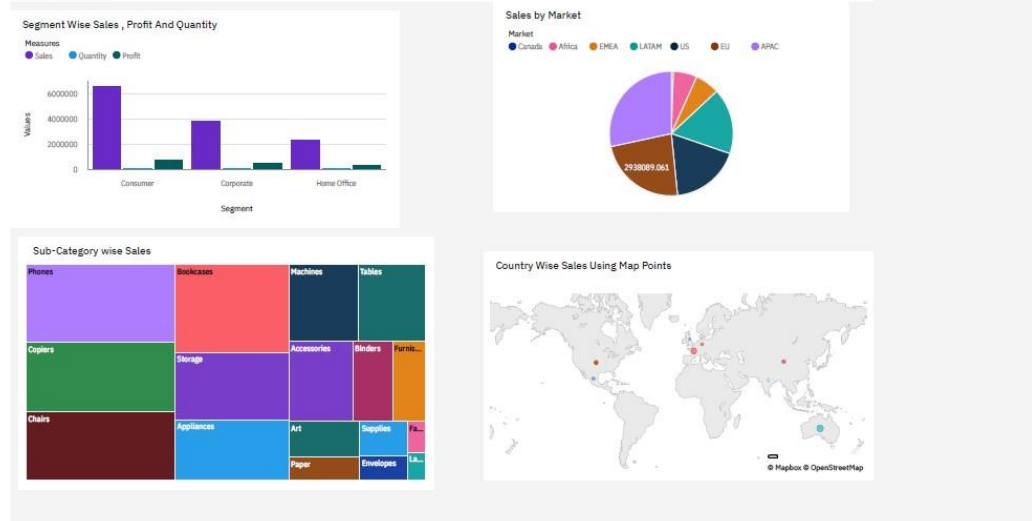 Segment Wise Sales , Profit And Quantity
Measures
Sales Quantity Profit
6000000
4000000
2000000
0
Values
Consumer Corporate Home Office
Segment
Sales by Market
Market
Canada Africa EMEA LATAM US EU APAC
2938089.061
Sub-Category wise Sales
Phones Bookcases Machines Tables
Copiers Storage Accessories Binders Furnis...
Chairs Appliances Art Supplies Fa...
Paper Envelopes La...
Country Wise Sales Using Map Points
© Mapbox © OpenStreetMap